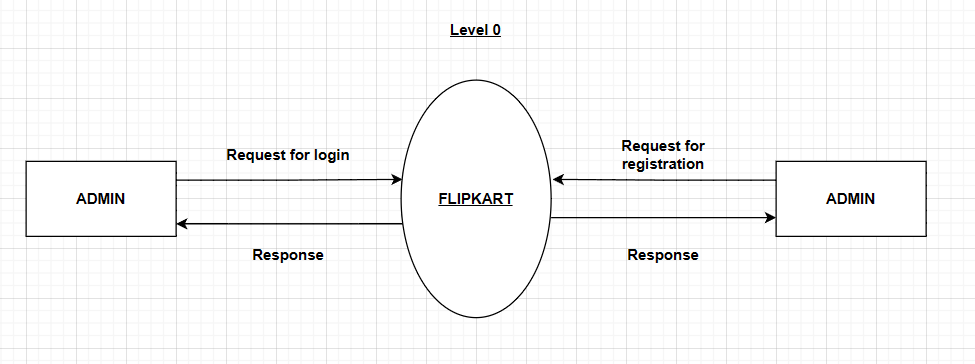 Level 0
Request for login
Request for
registration
ADMIN
FLIPKART
ADMIN
Response
Response